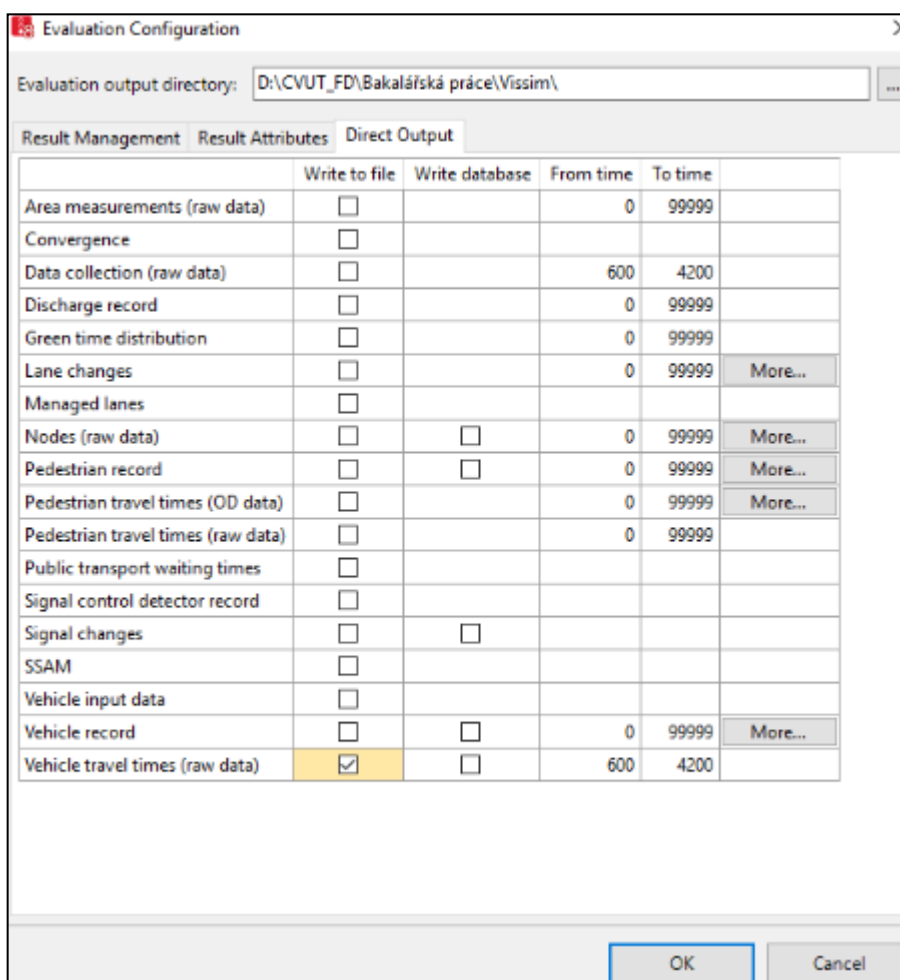 Evaluation Configuration
Evaluation output directory: D:\CVUT_FD\Bakalářská práce\Vissim\ ...
Result Management Result Attributes Direct Output
Write to file Write database From time To time
Area measurements (raw data) 0 99999
Convergence
Data collection (raw data) 600 4200
Discharge record 0 99999
Green time distribution 0 99999
Lane changes 0 99999 More...
Managed lanes
Nodes (raw data) 0 99999 More...
Pedestrian record 0 99999 More...
Pedestrian travel times (OD data) 0 99999 More...
Pedestrian travel times (raw data) 0 99999
Public transport waiting times
Signal control detector record
Signal changes
SSAM
Vehicle input data
Vehicle record 0 99999 More...
Vehicle travel times (raw data) 600 4200
OK Cancel